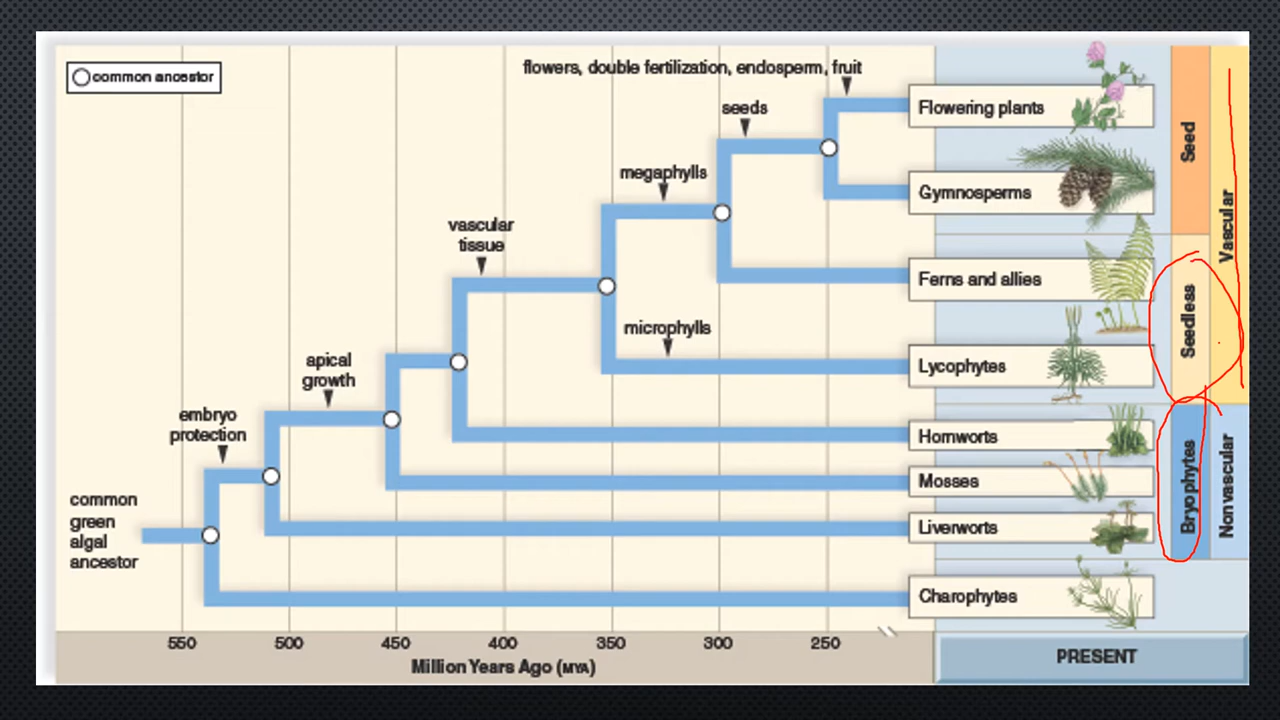 common ancestor
flowers, double fertilization, endosperm, fruit
seeds
megaphylls
vascular
tissue
microphylls
apical
growth
embryo
protection
common
green
algal
ancestor
Flowering plants
Gymnosperms
Ferns and allies
Lycophytes
Hornworts
Mosses
Liverworts
Charophytes
Seed
Seedless
Bryophytes
Vascular
Nonvascular
550 500 450 400 350 300 250
Million Years Ago (MYA)
PRESENT